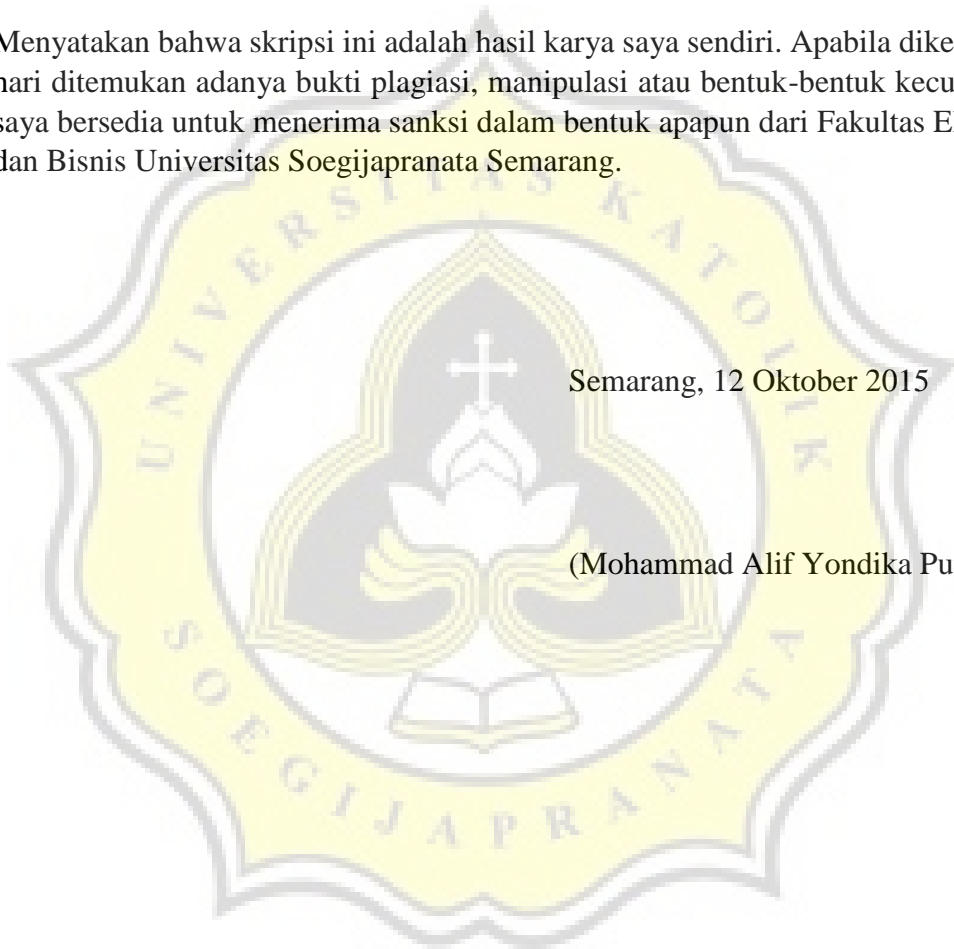 Menyatakan bahwa skripsi ini adalah hasil karya saya sendiri. Apabila dike
hari ditemukan adanya bukti plagiasi, manipulasi atau bentuk-bentuk kecu
saya bersedia untuk menerima sanksi dalam bentuk apapun dari Fakultas E
dan Bisnis Universitas Soegijapranata Semarang.
UNIVERSITAS KATOLIK
Semarang, 12 Oktober 2015
(Mohammad Alif Yondika Pu
SOEGIJAPRANATA